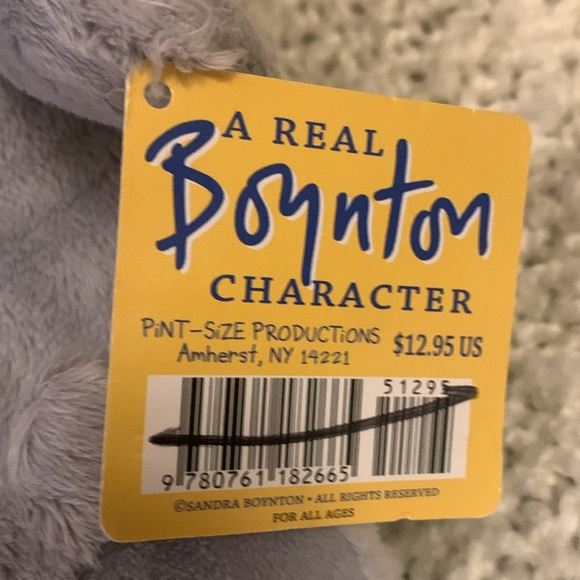 A REAL
Boynton
CHARACTER
PiNT-SiZE PRODUCTiONS
Amherst, NY 14221
$12.95 US
51295
9 780761 182665
©SANDRA BOYNTON • ALL RIGHTS RESERVED
FOR ALL AGES